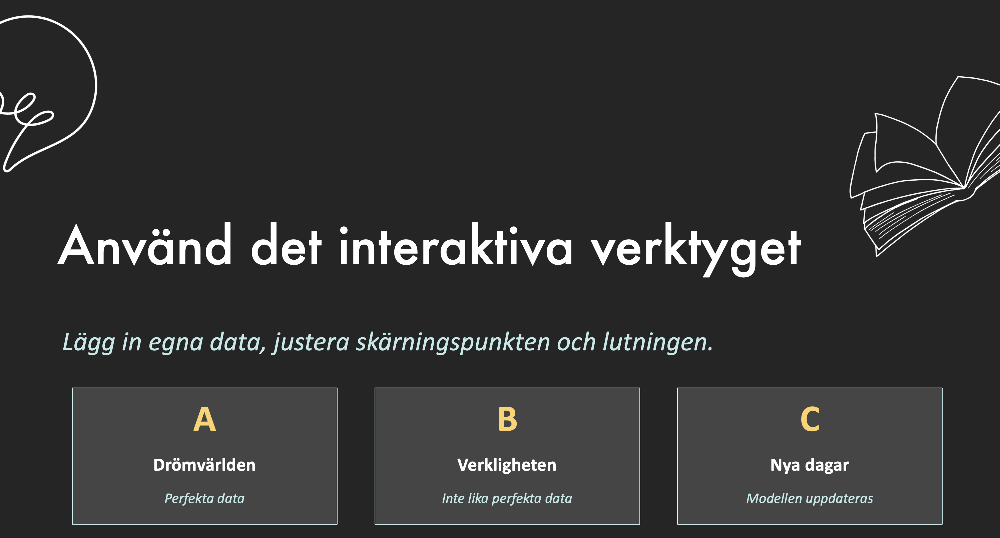 Använd det interaktiva verktyget
Lägg in egna data, justera skärningspunkten och lutningen.
A
Drömvärlden
Perfekta data
B
Verkligheten
Inte lika perfekta data
C
Nya dagar
Modellen uppdateras